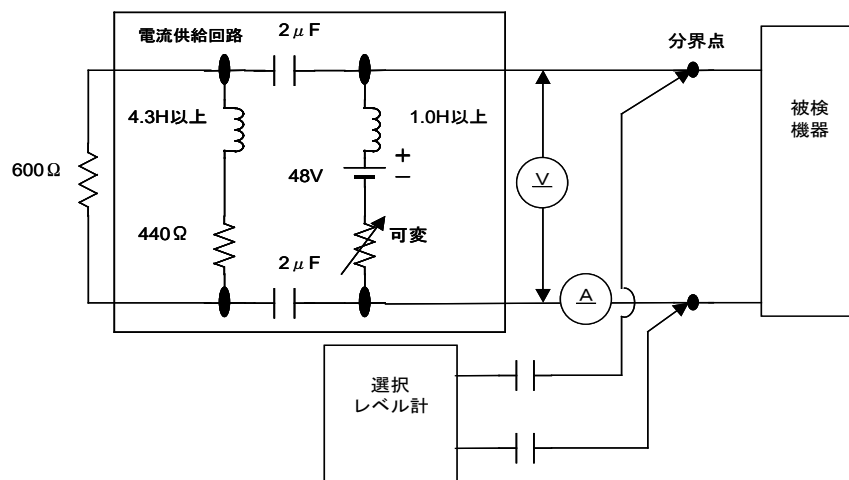 電流供給回路
2μF
分界点
被検
機器
4.3H以上
1.0H以上
600Ω
+
48V
−
V
440Ω
可変
2μF
A
選択
レベル計